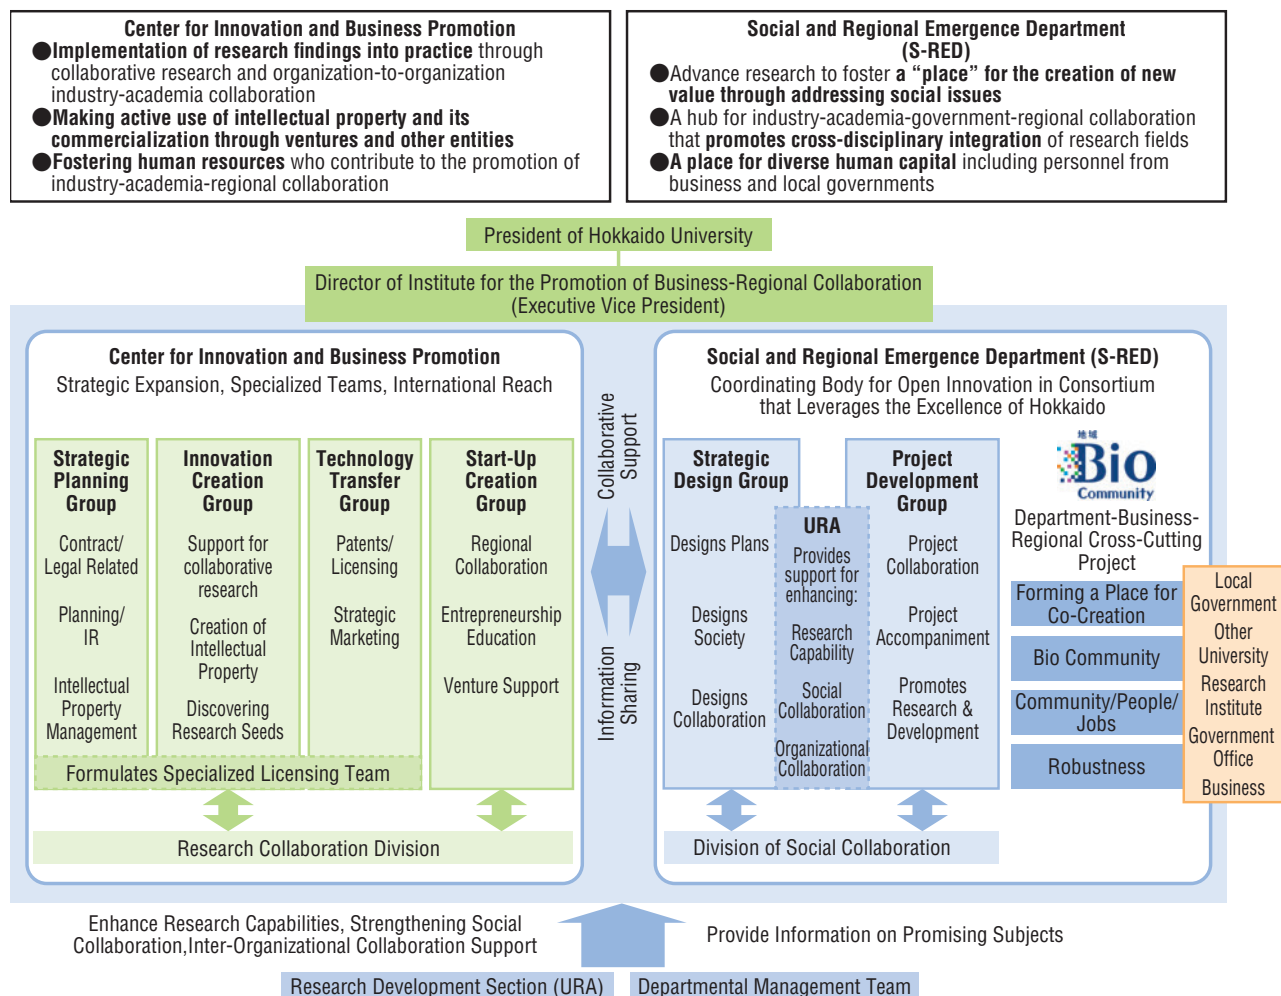 Center for Innovation and Business Promotion
●Implementation of research findings into practice through
collaborative research and organization-to-organization
industry-academia collaboration
●Making active use of intellectual property and its
commercialization through ventures and other entities
●Fostering human resources who contribute to the promotion of
industry-academia-regional collaboration
Social and Regional Emergence Department
(S-RED)
●Advance research to foster a “place” for the creation of new
value through addressing social issues
●A hub for industry-academia-government-regional collaboration
that promotes cross-disciplinary integration of research fields
●A place for diverse human capital including personnel from
business and local governments
President of Hokkaido University
Director of Institute for the Promotion of Business-Regional Collaboration
(Executive Vice President)
Center for Innovation and Business Promotion
Strategic Expansion, Specialized Teams, International Reach
Strategic
Planning
Group
Contract/
Legal Related
Planning/
IR
Intellectual
Property
Management
Innovation
Creation
Group
Support for
collaborative
research
Creation of
Intellectual
Property
Discovering
Research Seeds
Technology
Transfer
Group
Patents/
Licensing
Strategic
Marketing
Start-Up
Creation
Group
Regional
Collaboration
Entrepreneurship
Education
Venture Support
Formulates Specialized Licensing Team
Research Collaboration Division
Collaborative
Support
Information
Sharing
Social and Regional Emergence Department (S-RED)
Coordinating Body for Open Innovation in Consortium
that Leverages the Excellence of Hokkaido
Strategic
Design Group
Designs Plans
Designs
Society
Designs
Collaboration
URA
Provides
support for
enhancing:
Research
Capability
Social
Collaboration
Organizational
Collaboration
Project
Development
Group
Project
Collaboration
Project
Accompaniment
Promotes
Research &
Development
Division of Social Collaboration
地域
Bio
Community
Department-Business-
Regional Cross-Cutting
Project
Forming a Place for
Co-Creation
Bio Community
Community/People/
Jobs
Robustness
Local
Government
Other
University
Research
Institute
Government
Office
Business
Enhance Research Capabilities, Strengthening Social
Collaboration,Inter-Organizational Collaboration Support
Provide Information on Promising Subjects
Research Development Section (URA)
Departmental Management Team